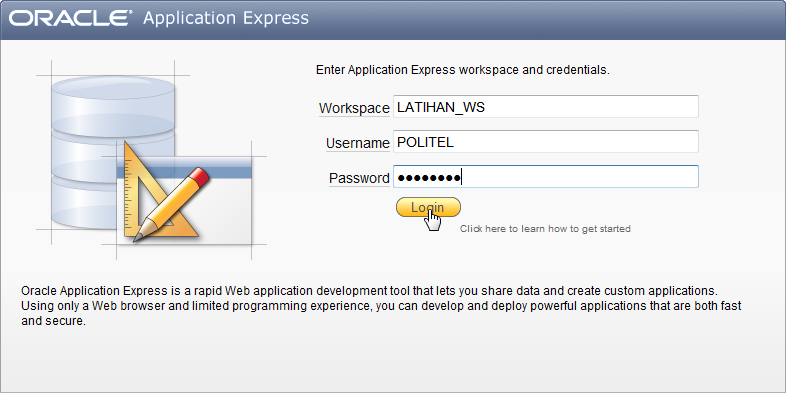 ORACLE® Application Express
Enter Application Express workspace and credentials.
Workspace LATIHAN_WS
Username POLITEL
Password ••••••••
Login
Click here to learn how to get started
Oracle Application Express is a rapid Web application development tool that lets you share data and create custom applications.
Using only a Web browser and limited programming experience, you can develop and deploy powerful applications that are both fast
and secure.